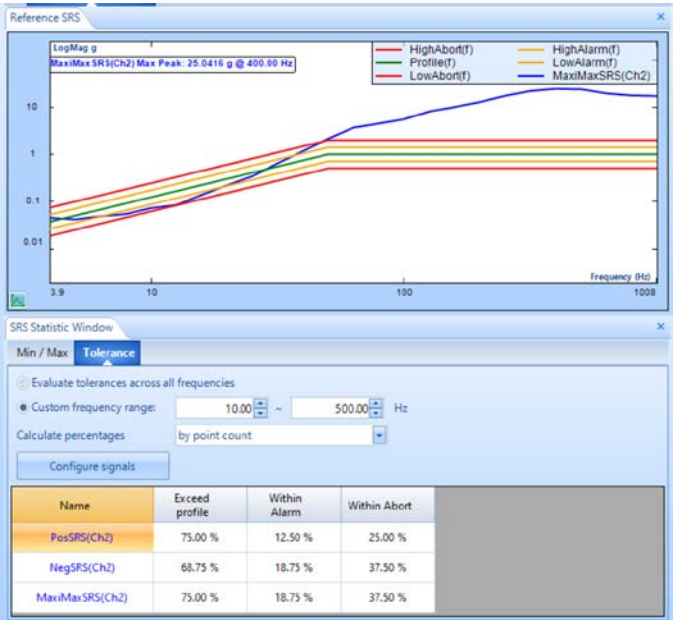 Reference SRS
LogMag g
MaxiMaxSRS(Ch2) Max Peak: 25.0416 g @ 400.00 Hz
HighAbort(f)
HighAlarm(f)
Profile(f)
LowAlarm(f)
LowAbort(f)
MaxiMaxSRS(Ch2)
10
1
0.1
0.01
Frequency (Hz)
3.9 10 100 1008
SRS Statistic Window
Min / Max Tolerance
Evaluate tolerances across all frequencies
Custom frequency range: 10.00 ~ 500.00 Hz
Calculate percentages by point count
Configure signals
Name Exceed profile Within Alarm Within Abort
PosSRS(Ch2) 75.00 % 12.50 % 25.00 %
NegSRS(Ch2) 68.75 % 18.75 % 37.50 %
MaxiMaxSRS(Ch2) 75.00 % 18.75 % 37.50 %